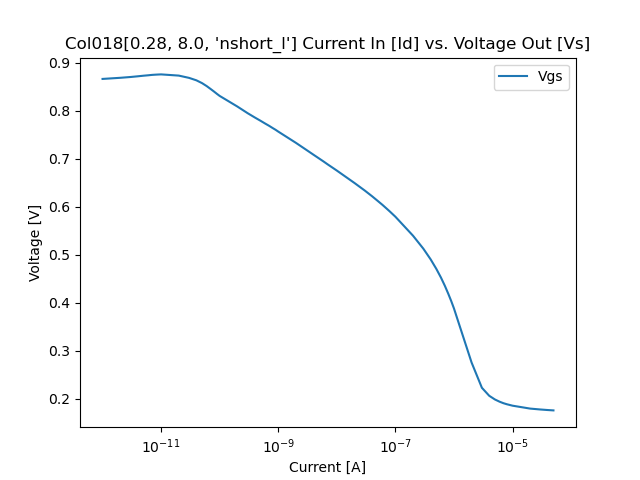 Col018[0.28, 8.0, 'nshort_l'] Current In [Id] vs. Voltage Out [Vs]
Vgs
0.9
0.8
0.7
0.6
0.5
0.4
0.3
0.2
Voltage [V]
10⁻¹¹ 10⁻⁹ 10⁻⁷ 10⁻⁵
Current [A]